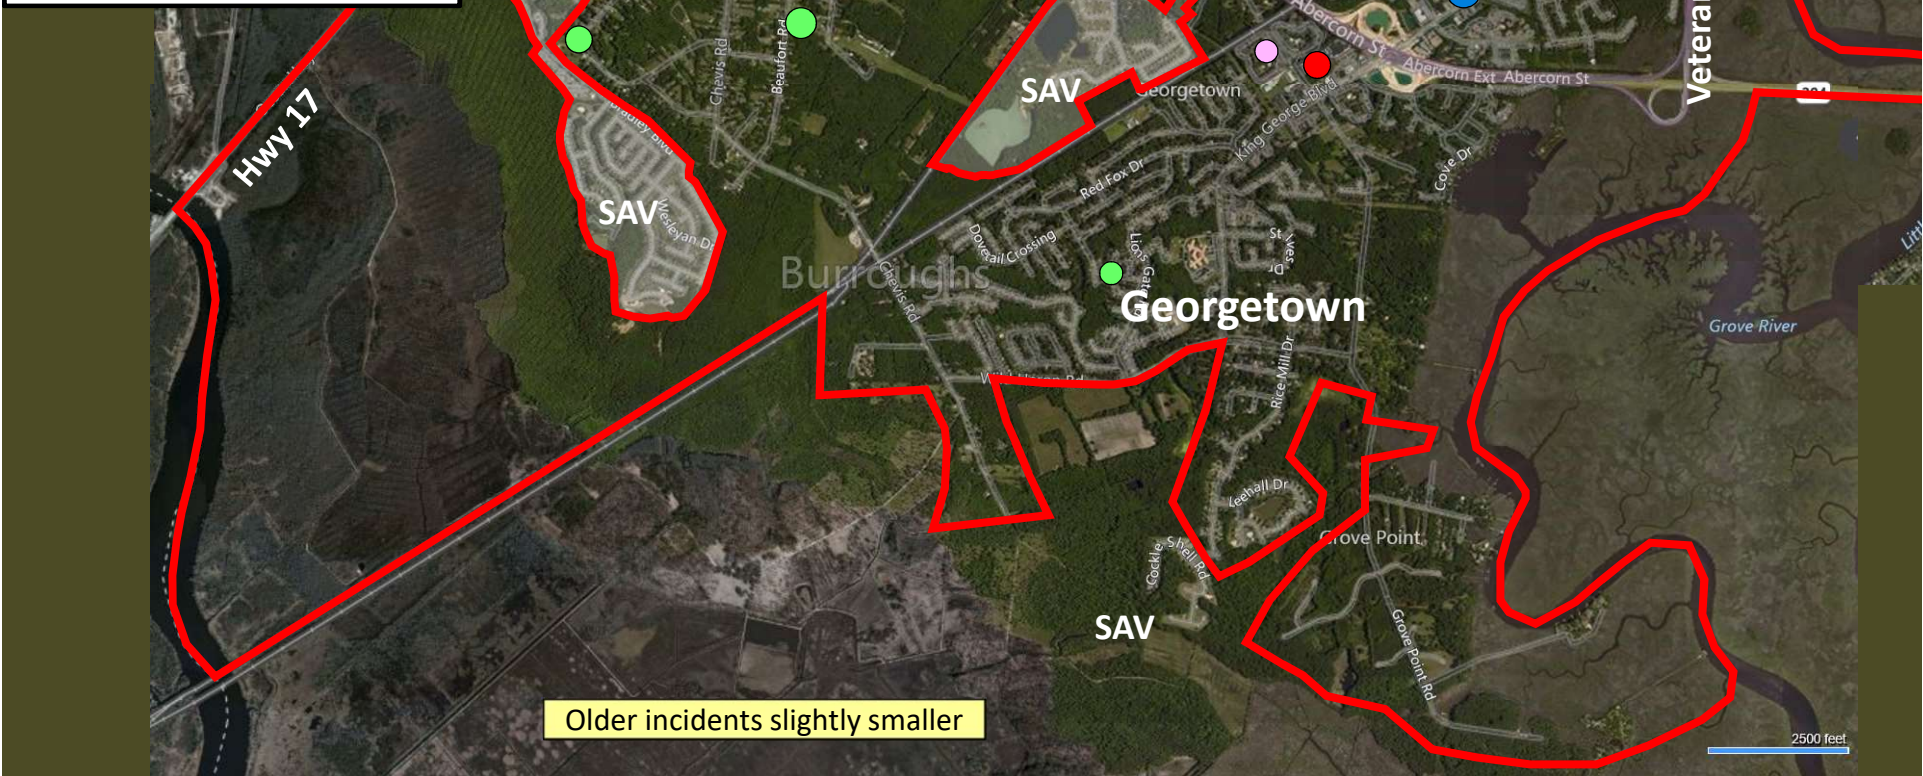 Abercorn St.
Vetera
Chevis Rd
Beaufort Rd
Abercorn Ext
Abercorn St
SAV
Georgetown
Hwy 17
Bradley Blvd
King George Blvd
Red Fox Dr
Cove Dr
SAV
Wesleyan Dr
Dovetail Crossing
Lions Gate
St Ives Dr
Littl
Burroughs
Chevis Rd
Georgetown
Grove River
Rice Mill Dr
Leehall Dr
Grove Point
Cockle Shell Rd
SAV
Grove Point Rd
Older incidents slightly smaller
2500 feet